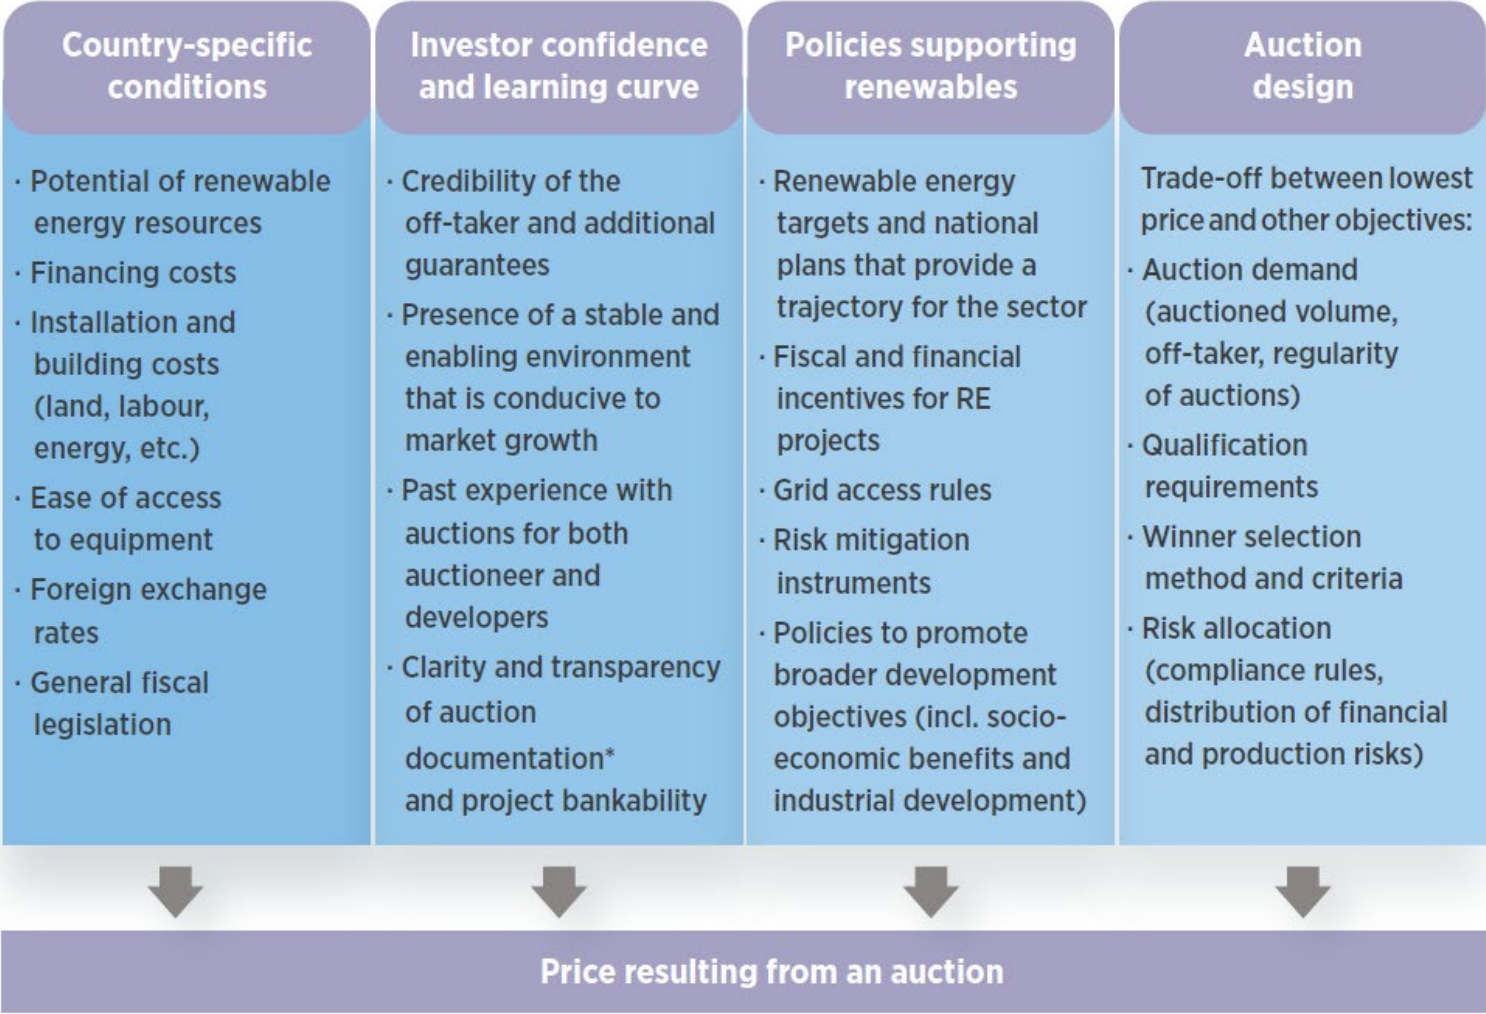 Country-specific
conditions
· Potential of renewable
energy resources
· Financing costs
· Installation and
building costs
(land, labour,
energy, etc.)
· Ease of access
to equipment
· Foreign exchange
rates
· General fiscal
legislation
Investor confidence
and learning curve
· Credibility of the
off-taker and additional
guarantees
· Presence of a stable and
enabling environment
that is conducive to
market growth
· Past experience with
auctions for both
auctioneer and
developers
· Clarity and transparency
of auction
documentation*
and project bankability
Policies supporting
renewables
· Renewable energy
targets and national
plans that provide a
trajectory for the sector
· Fiscal and financial
incentives for RE
projects
· Grid access rules
· Risk mitigation
instruments
· Policies to promote
broader development
objectives (incl. socio-
economic benefits and
industrial development)
Auction
design
Trade-off between lowest
price and other objectives:
· Auction demand
(auctioned volume,
off-taker, regularity
of auctions)
· Qualification
requirements
· Winner selection
method and criteria
· Risk allocation
(compliance rules,
distribution of financial
and production risks)
Price resulting from an auction